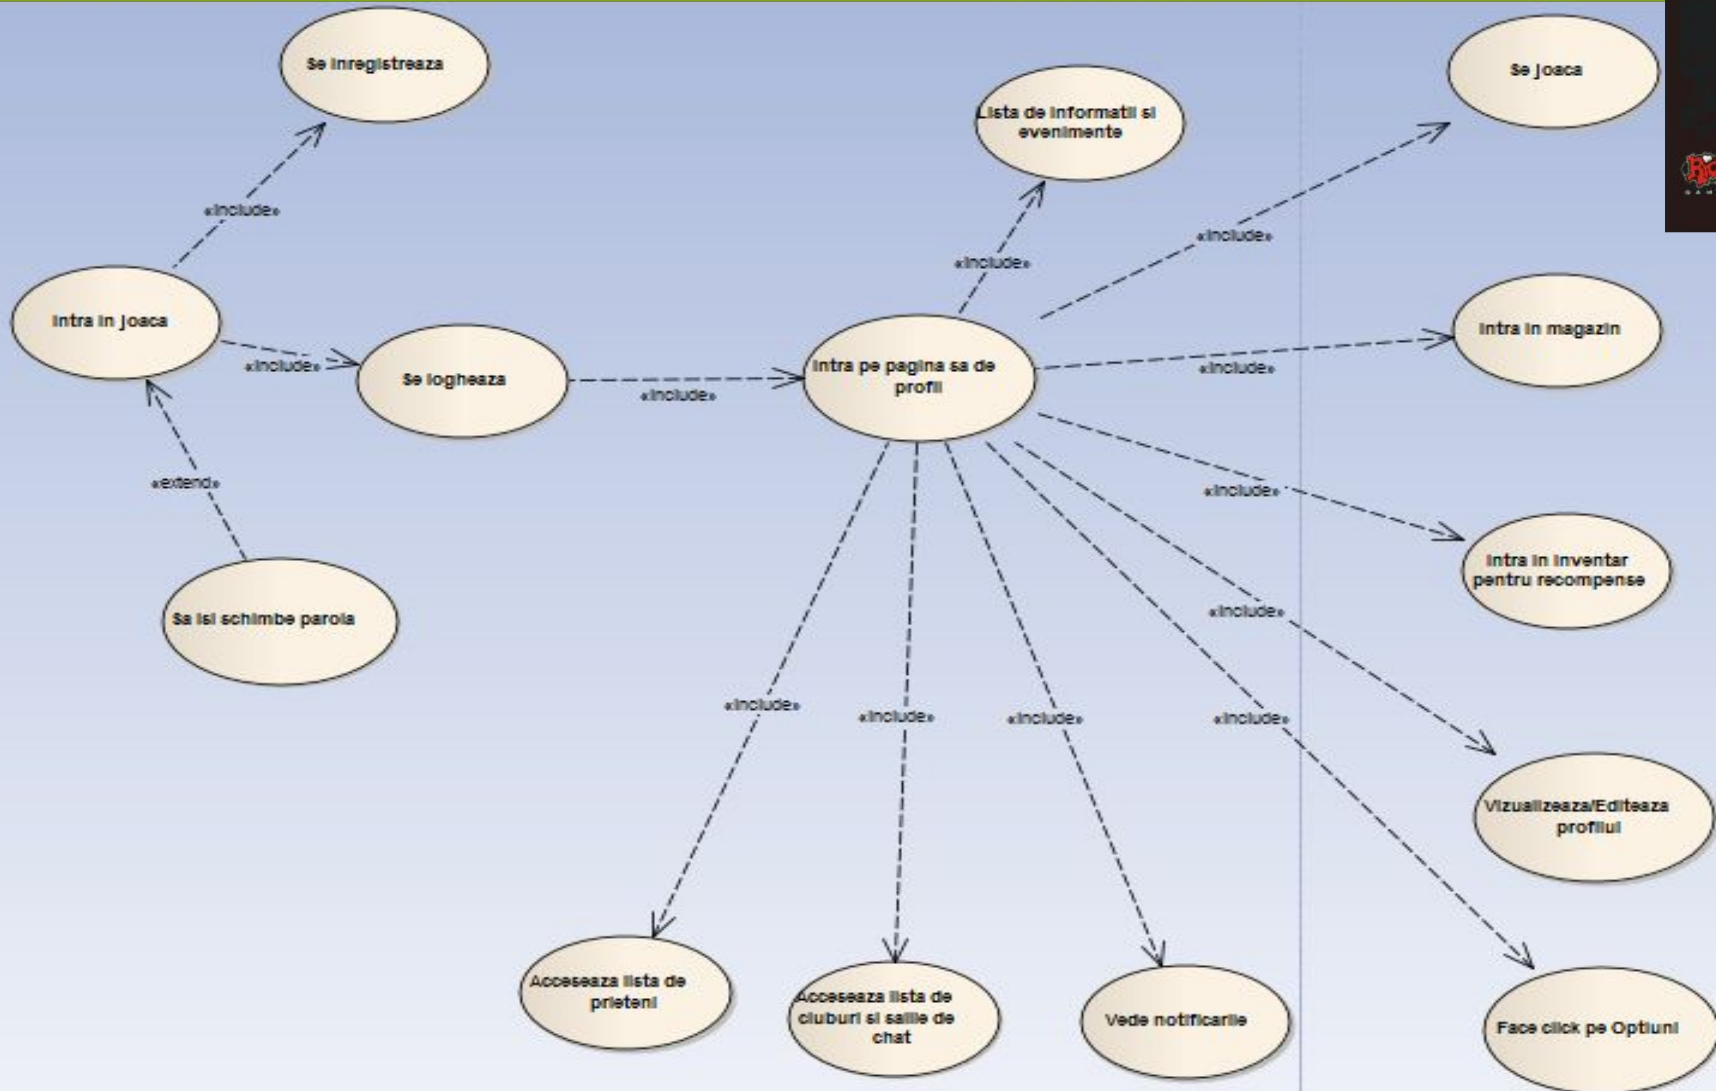 Se inregistreaza
Se joaca
Lista de informatii si
evenimente
«include»
«include»
«include»
Intra in joaca
Intra in magazin
«include»
Se logheaza
«include»
Intra pe pagina sa de
profil
«include»
«extend»
«include»
Intra in inventar
pentru recompense
Sa isi schimbe parola
«include»
«include»
«include»
«include»
«include»
Vizualizeaza/Editeaza
profilul
Acceseaza lista de
prieteni
Acceseaza lista de
cluburi si salile de
chat
Vede notificarile
Face click pe Optiuni